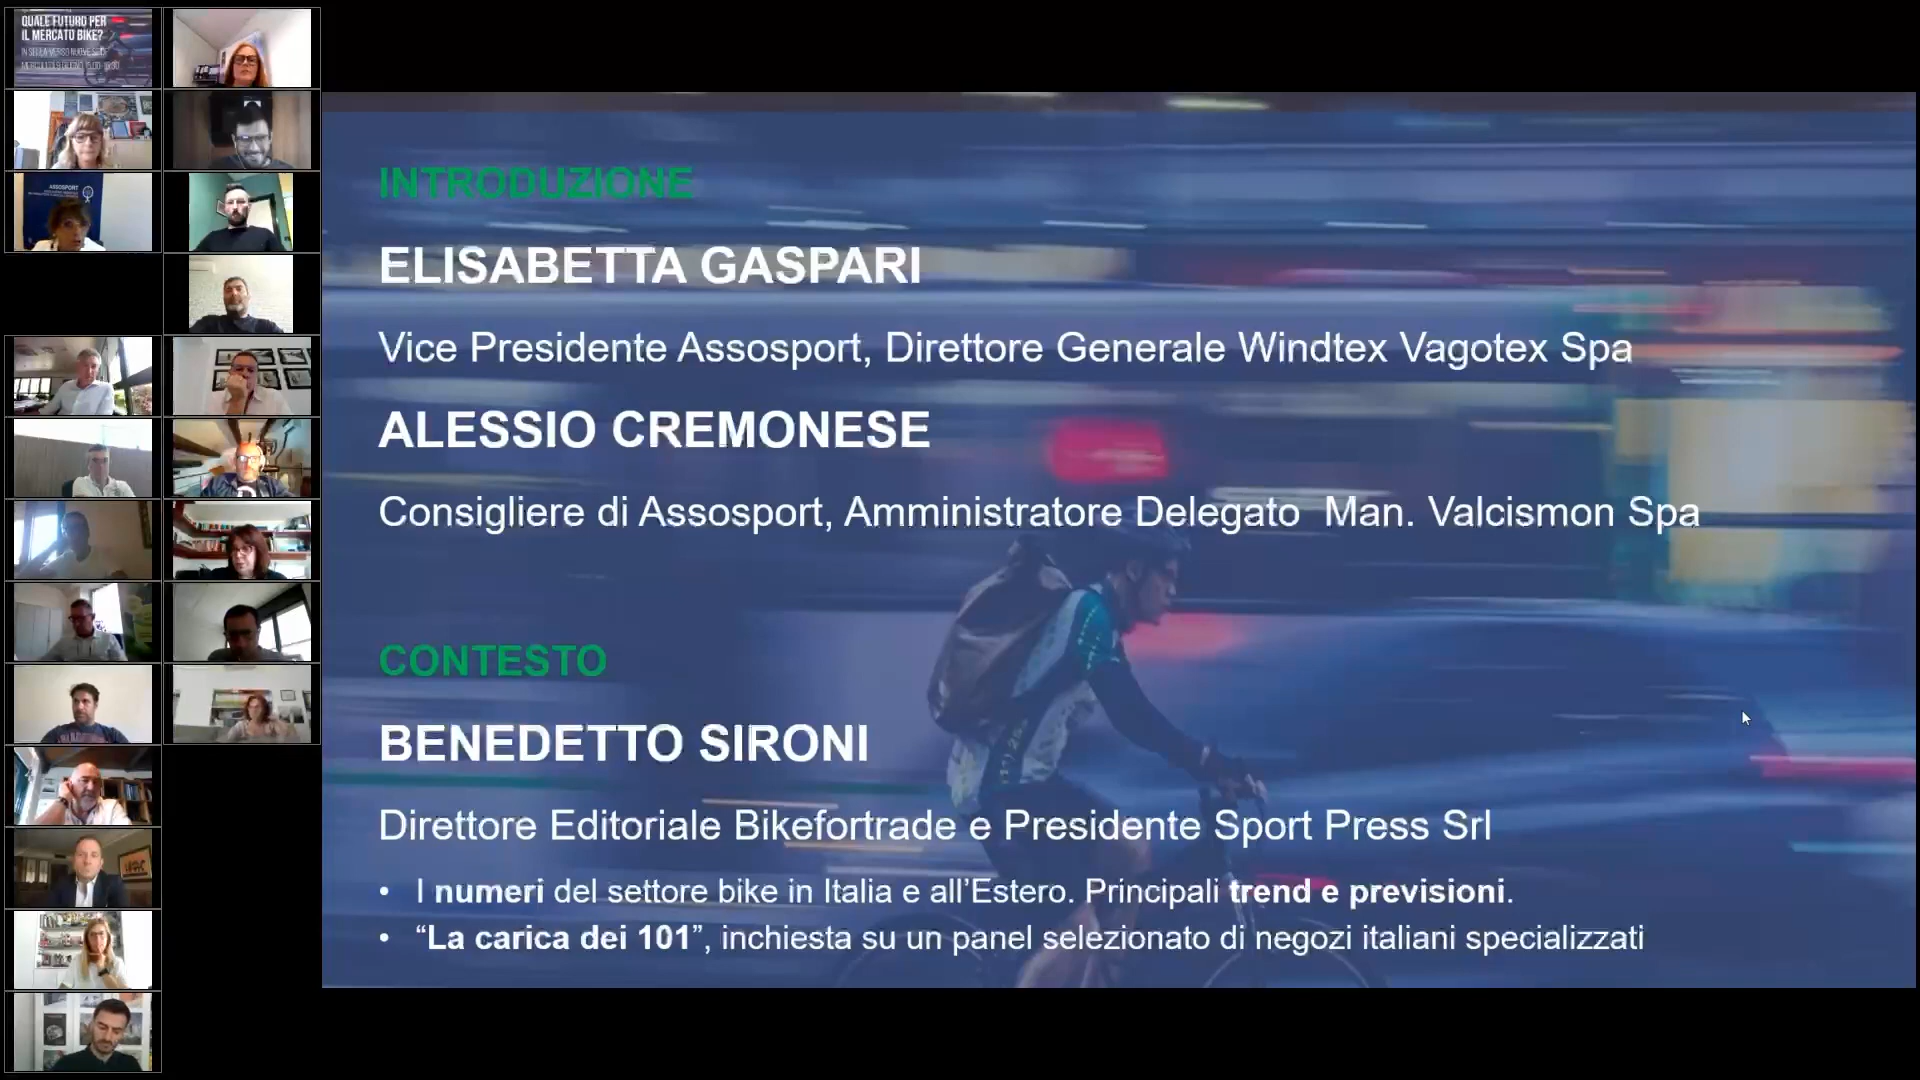 QUALE FUTURO PER
IL MERCATO BIKE?
ASSOSPORT
INTRODUZIONE
ELISABETTA GASPARI
Vice Presidente Assosport, Direttore Generale Windtex Vagotex Spa
ALESSIO CREMONESE
Consigliere di Assosport, Amministratore Delegato Man. Valcismon Spa
CONTESTO
BENEDETTO SIRONI
Direttore Editoriale Bikefortrade e Presidente Sport Press Srl
• I numeri del settore bike in Italia e all’Estero. Principali trend e previsioni.
• “La carica dei 101”, inchiesta su un panel selezionato di negozi italiani specializzati